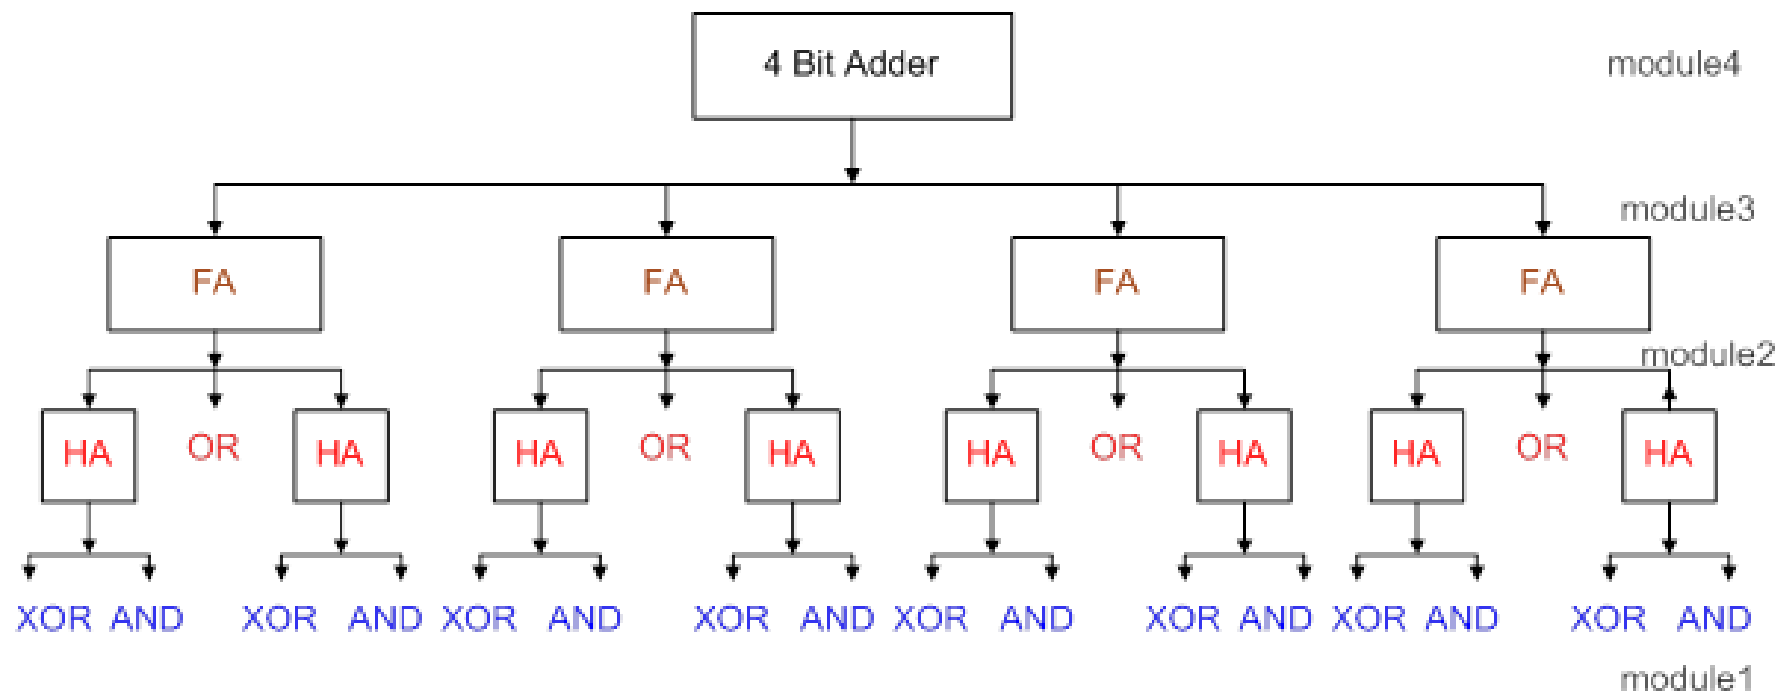 4 Bit Adder module4
module3
FA FA FA FA
module2
HA OR HA HA OR HA HA OR HA HA OR HA
XOR AND XOR AND XOR AND XOR AND XOR AND XOR AND XOR AND XOR AND
module1